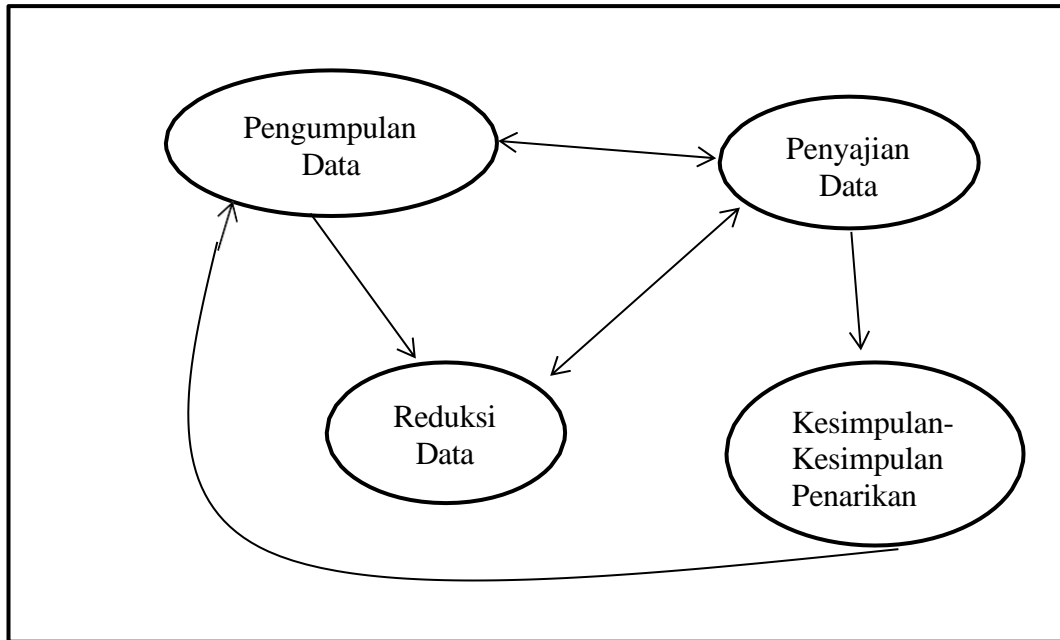 Pengumpulan
Data
Penyajian
Data
Reduksi
Data
Kesimpulan-
Kesimpulan
Penarikan